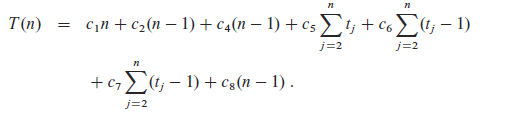 T(n) = c₁n + c₂(n − 1) + c₄(n − 1) + c₅ ∑_{j=2}^{n} t_j + c₆ ∑_{j=2}^{n} (t_j − 1)
+ c₇ ∑_{j=2}^{n} (t_j − 1) + c₈(n − 1) .